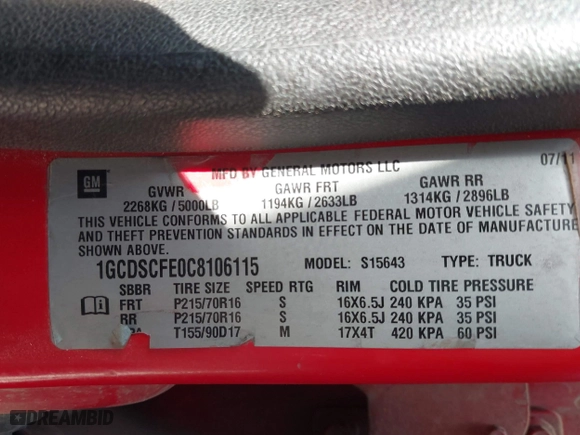 MFD BY GENERAL MOTORS LLC 07/11
GM
GVWR GAWR FRT GAWR RR
2268KG / 5000LB 1194KG / 2633LB 1314KG / 2896LB
THIS VEHICLE CONFORMS TO ALL APPLICABLE FEDERAL MOTOR VEHICLE SAFETY
AND THEFT PREVENTION STANDARDS IN EFFECT ON THE DATE OF MANUFACTURE
SHOWN ABOVE.
1GCDSCFE0C8106115 MODEL: S15643 TYPE: TRUCK
SBBR TIRE SIZE SPEED RTG RIM COLD TIRE PRESSURE
FRT P215/70R16 S 16X6.5J 240 KPA 35 PSI
RR P215/70R16 S 16X6.5J 240 KPA 35 PSI
T155/90D17 M 17X4T 420 KPA 60 PSI
DREAMBID